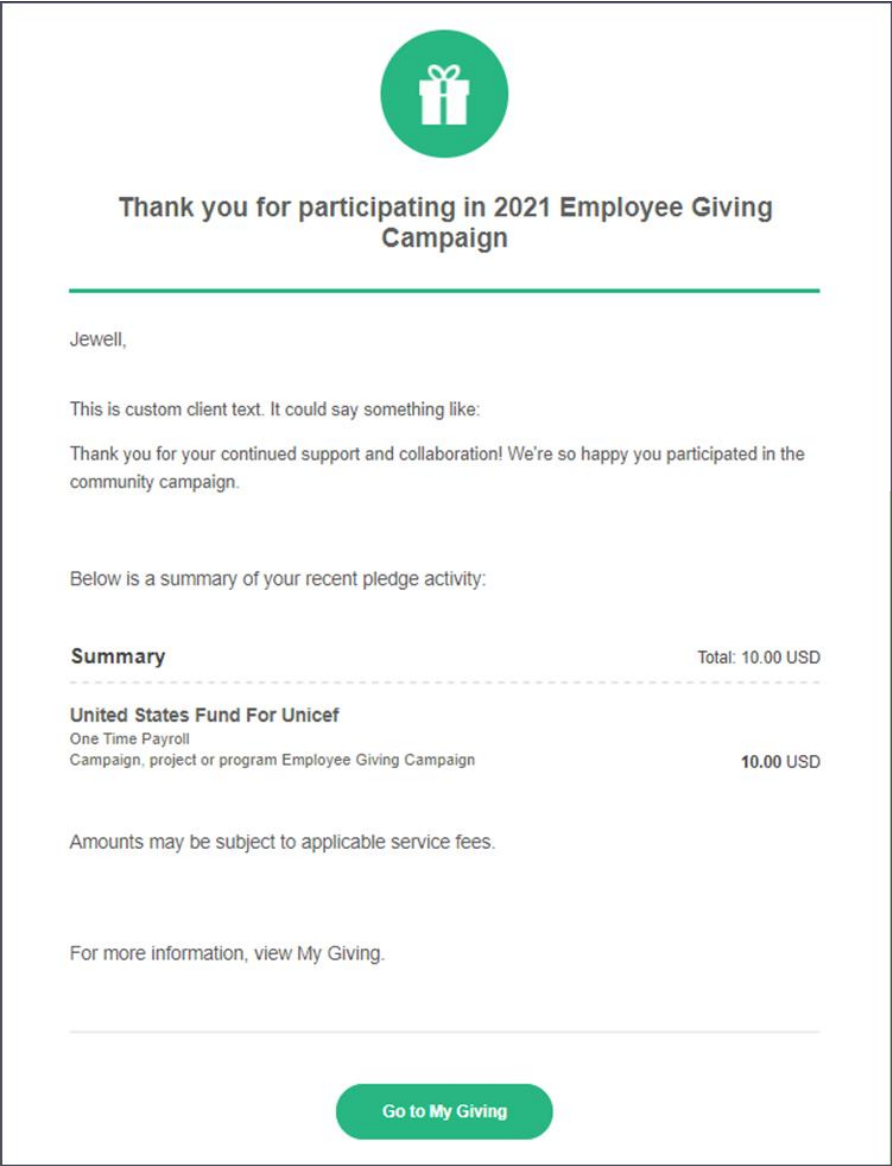 Thank you for participating in 2021 Employee Giving
Campaign
Jewell,
This is custom client text. It could say something like:
Thank you for your continued support and collaboration! We're so happy you participated in the
community campaign.
Below is a summary of your recent pledge activity:
Summary Total: 10.00 USD
United States Fund For Unicef
One Time Payroll
Campaign, project or program Employee Giving Campaign 10.00 USD
Amounts may be subject to applicable service fees.
For more information, view My Giving.
Go to My Giving